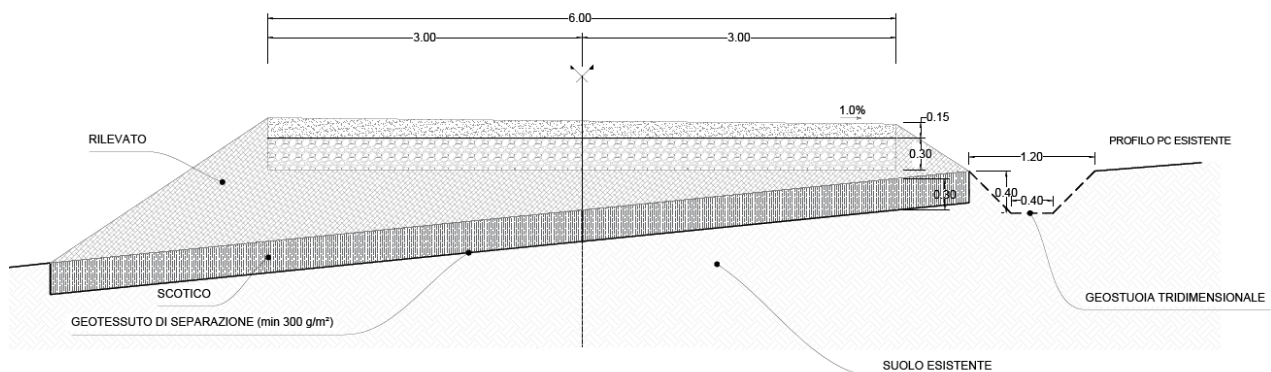 6.00
3.00
3.00
1.0%
0.15
RILEVATO
0.30
PROFILO PC ESISTENTE
1.20
0.40
0.30
0.40
SCOTICO
GEOSTUOIA TRIDIMENSIONALE
GEOTESSUTO DI SEPARAZIONE (min 300 g/m²)
SUOLO ESISTENTE